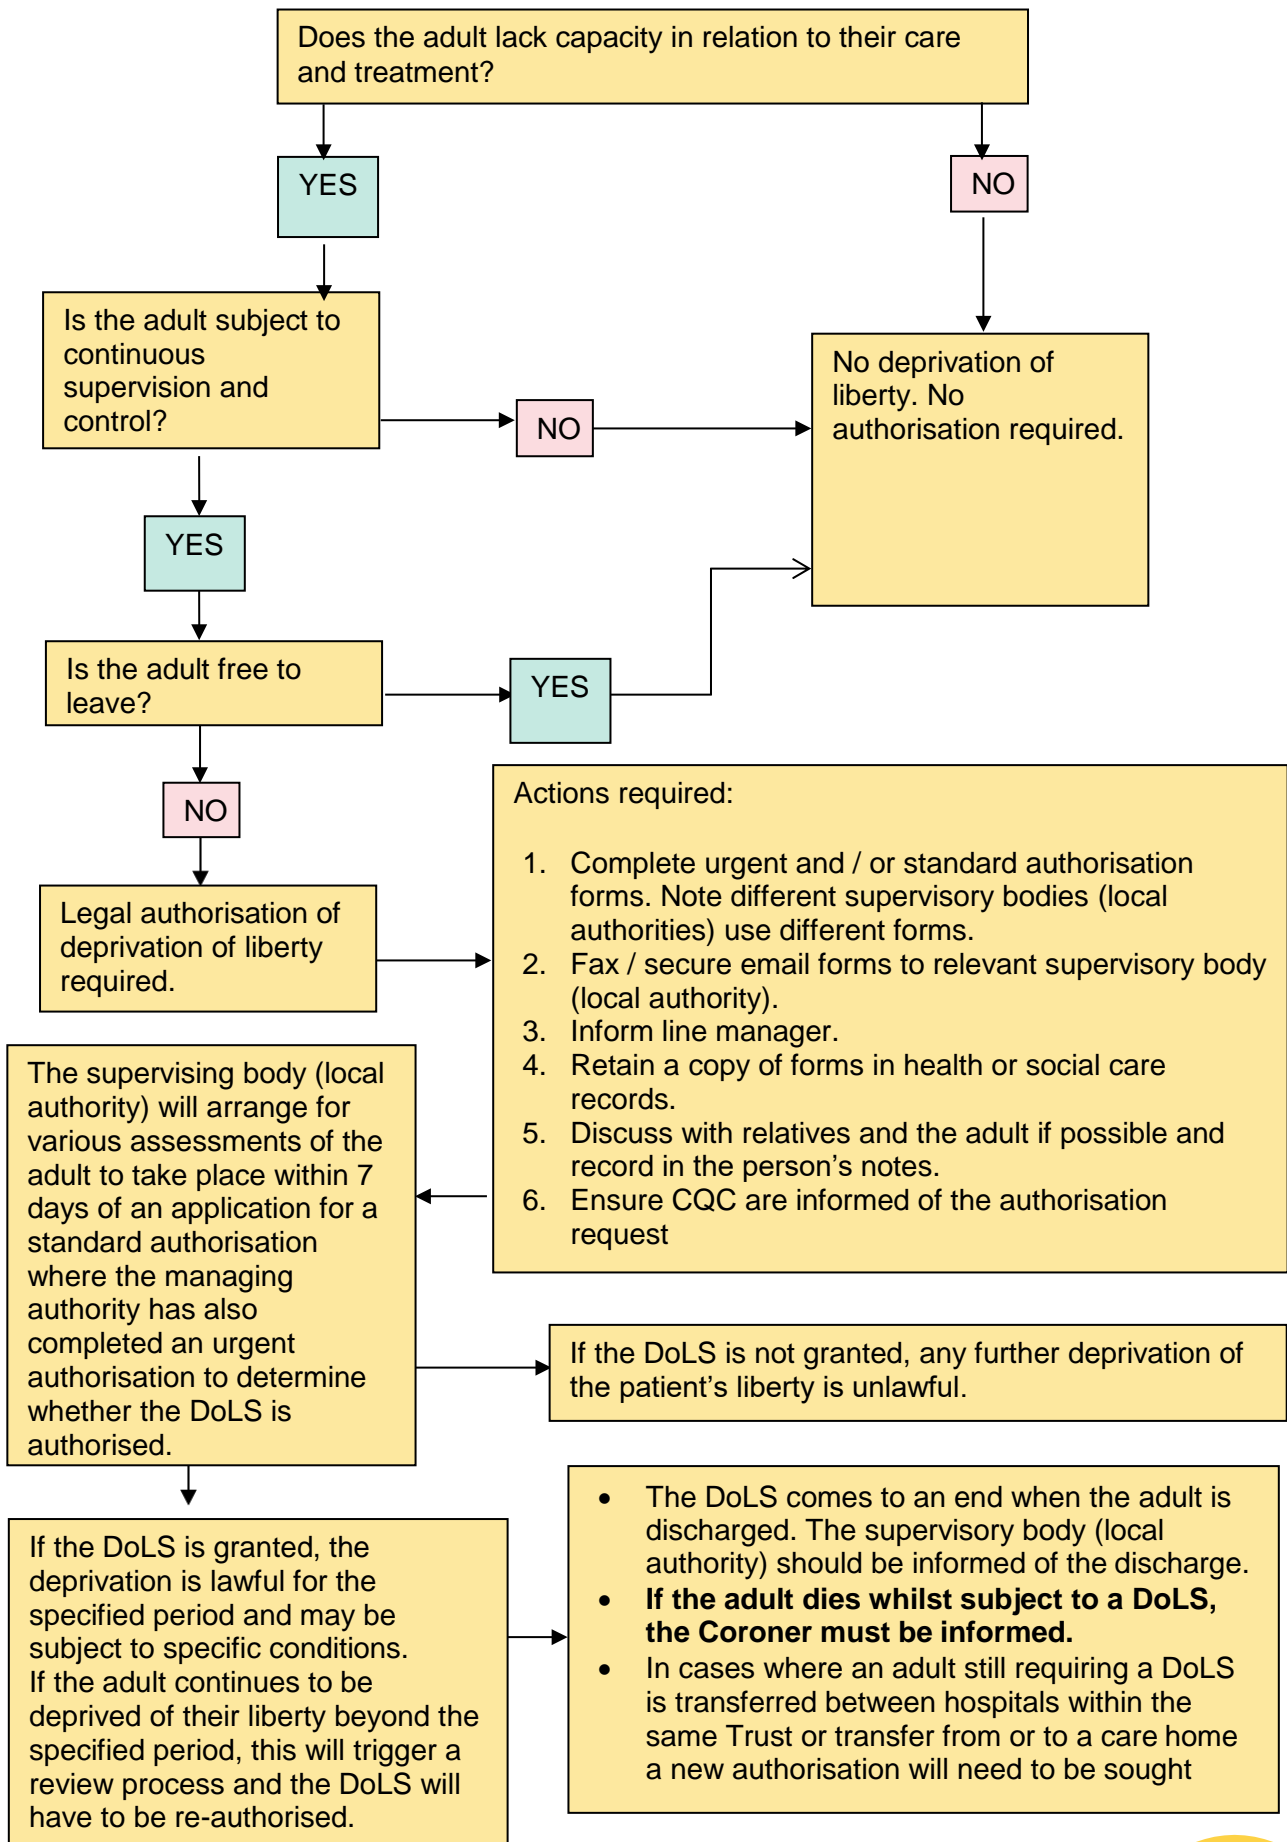 Does the adult lack capacity in relation to their care
and treatment?
YES
NO
Is the adult subject to
continuous
supervision and
control?
NO
No deprivation of
liberty. No
authorisation required.
YES
Is the adult free to
leave?
YES
NO
Legal authorisation of
deprivation of liberty
required.
Actions required:
1. Complete urgent and / or standard authorisation
forms. Note different supervisory bodies (local
authorities) use different forms.
2. Fax / secure email forms to relevant supervisory body
(local authority).
3. Inform line manager.
4. Retain a copy of forms in health or social care
records.
5. Discuss with relatives and the adult if possible and
record in the person’s notes.
6. Ensure CQC are informed of the authorisation
request
The supervising body (local
authority) will arrange for
various assessments of the
adult to take place within 7
days of an application for a
standard authorisation
where the managing
authority has also
completed an urgent
authorisation to determine
whether the DoLS is
authorised.
If the DoLS is not granted, any further deprivation of
the patient’s liberty is unlawful.
If the DoLS is granted, the
deprivation is lawful for the
specified period and may be
subject to specific conditions.
If the adult continues to be
deprived of their liberty beyond the
specified period, this will trigger a
review process and the DoLS will
have to be re-authorised.
• The DoLS comes to an end when the adult is
discharged. The supervisory body (local
authority) should be informed of the discharge.
• If the adult dies whilst subject to a DoLS,
the Coroner must be informed.
• In cases where an adult still requiring a DoLS
is transferred between hospitals within the
same Trust or transfer from or to a care home
a new authorisation will need to be sought